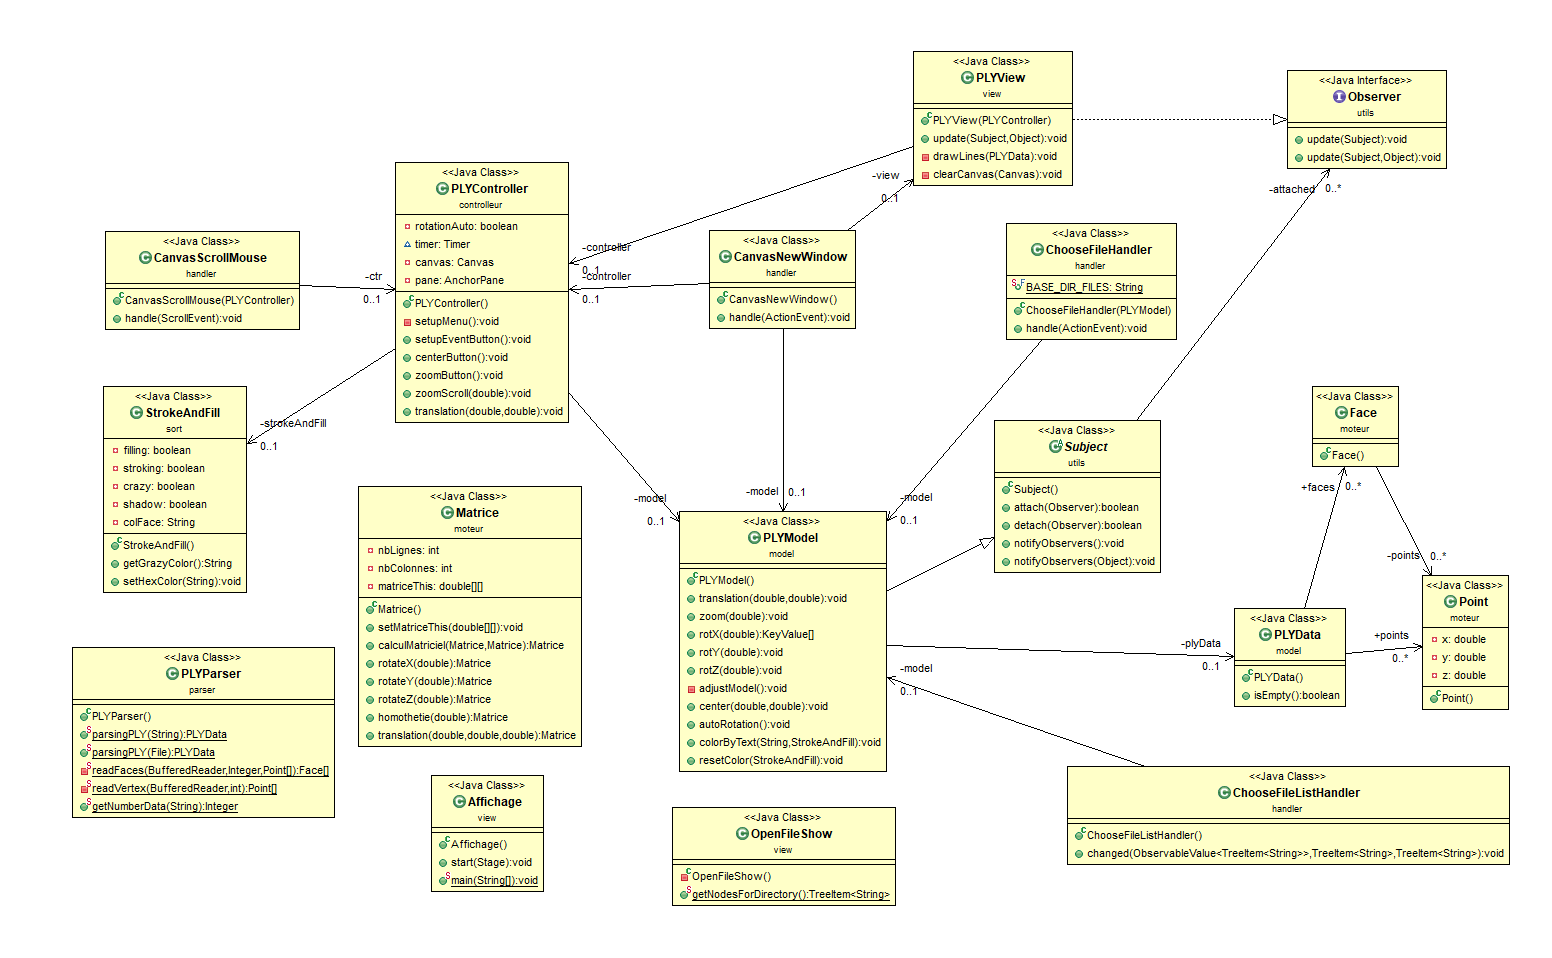 <<Java Class>>
PLYView
view
PLYView(PLYController)
update(Subject,Object):void
drawLines(PLYData):void
clearCanvas(Canvas):void
<<Java Interface>>
Observer
utils
update(Subject):void
update(Subject,Object):void
<<Java Class>>
PLYController
controlleur
rotationAuto: boolean
timer: Timer
canvas: Canvas
pane: AnchorPane
PLYController()
setupMenu():void
setupEventButton():void
centerButton():void
zoomButton():void
zoomScroll(double):void
translation(double,double):void
-view
0..1
-attached
0..*
<<Java Class>>
CanvasScrollMouse
handler
CanvasScrollMouse(PLYController)
handle(ScrollEvent):void
-ctr
0..1
-controller
0..1
-controller
0..1
<<Java Class>>
CanvasNewWindow
handler
CanvasNewWindow()
handle(ActionEvent):void
<<Java Class>>
ChooseFileHandler
handler
BASE_DIR_FILES: String
ChooseFileHandler(PLYModel)
handle(ActionEvent):void
<<Java Class>>
StrokeAndFill
sort
filling: boolean
stroking: boolean
crazy: boolean
shadow: boolean
colFace: String
StrokeAndFill()
getGrazyColor():String
setHexColor(String):void
-strokeAndFill
0..1
<<Java Class>>
Face
moteur
Face()
<<Java Class>>
Subject
utils
Subject()
attach(Observer):boolean
detach(Observer):boolean
notifyObservers():void
notifyObservers(Object):void
+faces
0..*
<<Java Class>>
Matrice
moteur
nbLignes: int
nbColonnes: int
matriceThis: double[][]
Matrice()
setMatriceThis(double[][]):void
calculMatriciel(Matrice,Matrice):Matrice
rotateX(double):Matrice
rotateY(double):Matrice
rotateZ(double):Matrice
homothetie(double):Matrice
translation(double,double,double):Matrice
-model
0..1
-model
0..1
-model
0..1
<<Java Class>>
PLYModel
model
PLYModel()
translation(double,double):void
zoom(double):void
rotX(double):KeyValue[]
rotY(double):void
rotZ(double):void
adjustModel():void
center(double,double):void
autoRotation():void
colorByText(String,StrokeAndFill):void
resetColor(StrokeAndFill):void
-points
0..*
<<Java Class>>
Point
moteur
x: double
y: double
z: double
Point()
<<Java Class>>
PLYData
model
PLYData()
isEmpty():boolean
+points
0..*
-plyData
0..1
-model
0..1
<<Java Class>>
PLYParser
parser
PLYParser()
parsingPLY(String):PLYData
parsingPLY(File):PLYData
readFaces(BufferedReader,Integer,Point[]):Face[]
readVertex(BufferedReader,int):Point[]
getNumberData(String):Integer
<<Java Class>>
Affichage
view
Affichage()
start(Stage):void
main(String[]):void
<<Java Class>>
OpenFileShow
view
OpenFileShow()
getNodesForDirectory():TreeItem<String>
<<Java Class>>
ChooseFileListHandler
handler
ChooseFileListHandler()
changed(ObservableValue<TreeItem<String>>,TreeItem<String>,TreeItem<String>):void